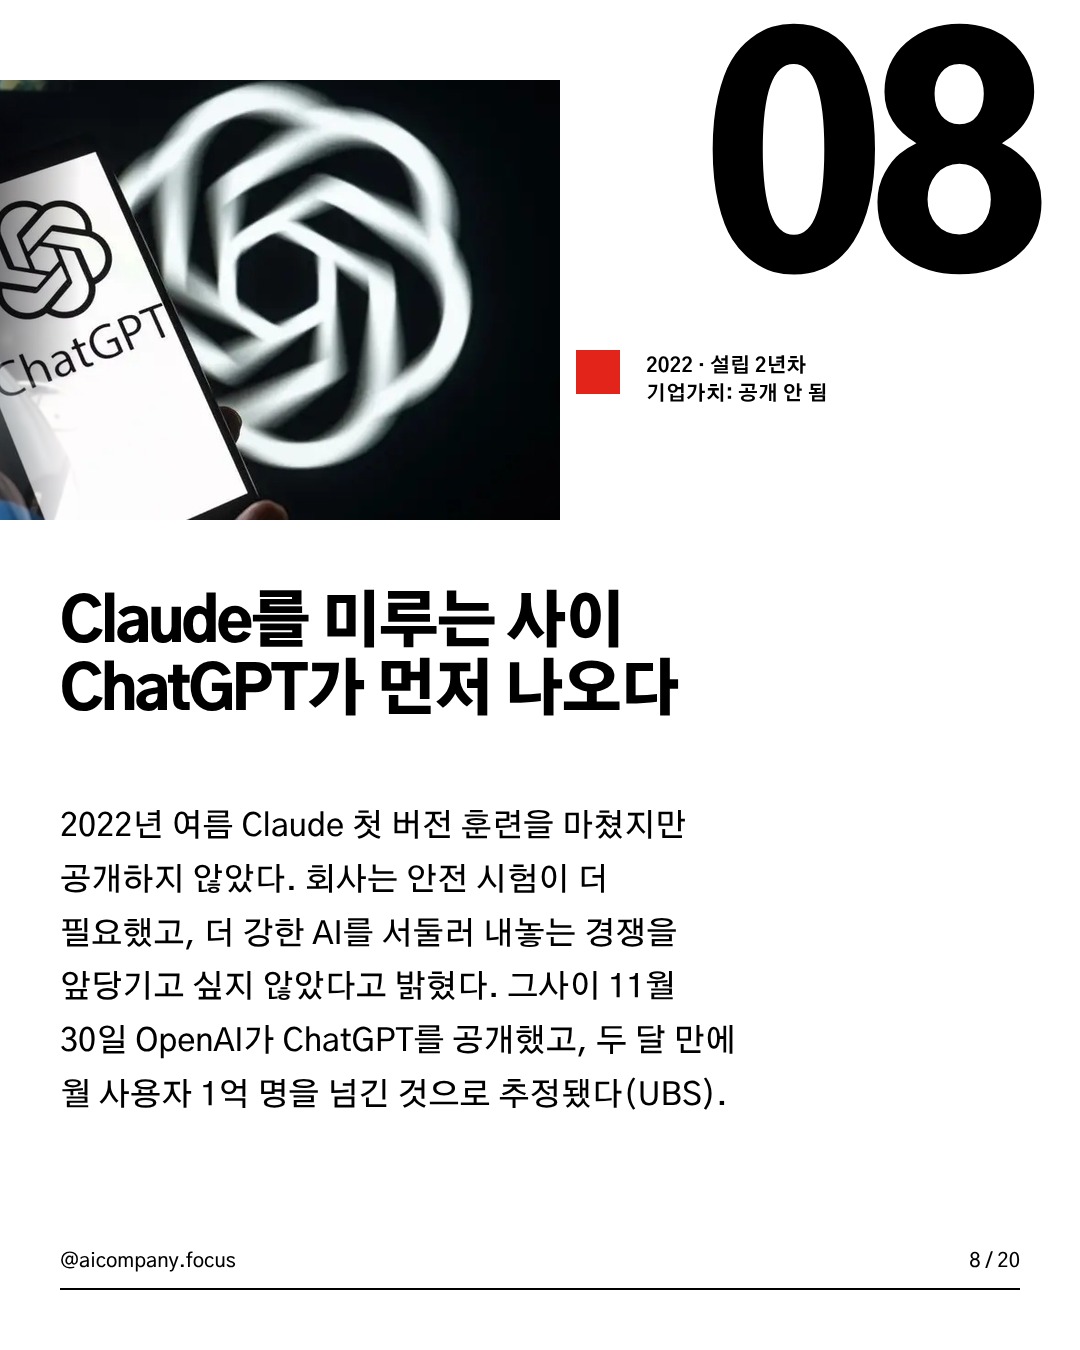 08
ChatGPT
2022 · 설립 2년차
기업가치: 공개 안 됨
Claude를 미루는 사이
ChatGPT가 먼저 나오다
2022년 여름 Claude 첫 버전 훈련을 마쳤지만
공개하지 않았다. 회사는 안전 시험이 더
필요했고, 더 강한 AI를 서둘러 내놓는 경쟁을
앞당기고 싶지 않았다고 밝혔다. 그사이 11월
30일 OpenAI가 ChatGPT를 공개했고, 두 달 만에
월 사용자 1억 명을 넘긴 것으로 추정됐다(UBS).
@aicompany.focus
8 / 20